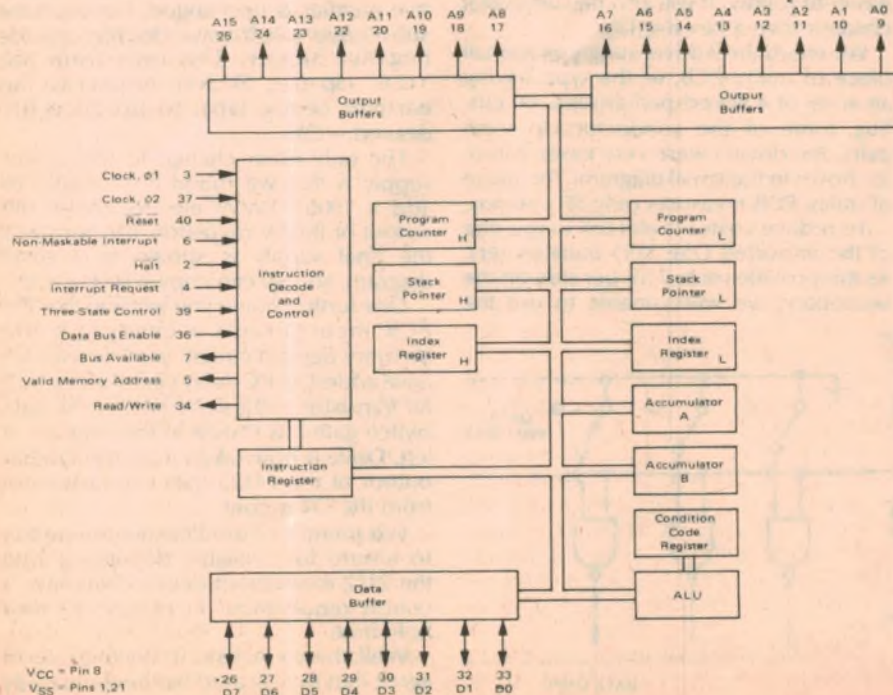 A15 A14 A13 A12 A11 A10 A9 A8 A7 A6 A5 A4 A3 A2 A1 A0
25 24 23 22 20 19 18 17 16 15 14 13 12 11 10 9
Output
Buffers
Output
Buffers
Clock, ø1 3
Clock, ø2 37
Reset 40
Non-Maskable Interrupt 6
Halt 2
Interrupt Request 4
Three-State Control 39
Data Bus Enable 36
Bus Available 7
Valid Memory Address 5
Read/Write 34
Instruction
Decode
and
Control
Program
Counter H
Program
Counter L
Stack
Pointer H
Stack
Pointer L
Index
Register H
Index
Register L
Accumulator
A
Instruction
Register
Accumulator
B
Condition
Code
Register
Data
Buffer
ALU
26 27 28 29 30 31 32 33
D7 D6 D5 D4 D3 D2 D1 D0
VCC = Pin 8
VSS = Pins 1,21